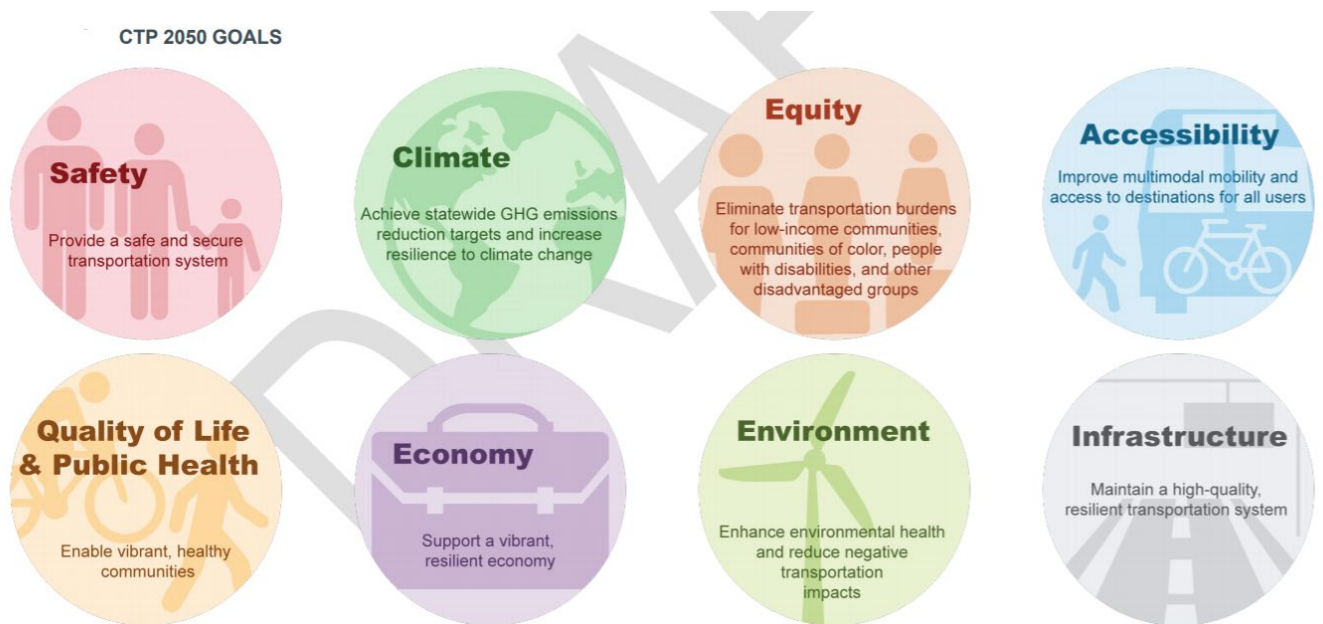 CTP 2050 GOALS
Safety
Provide a safe and secure
transportation system
Climate
Achieve statewide GHG emissions
reduction targets and increase
resilience to climate change
Equity
Eliminate transportation burdens
for low-income communities,
communities of color, people
with disabilities, and other
disadvantaged groups
Accessibility
Improve multimodal mobility and
access to destinations for all users
Quality of Life
& Public Health
Enable vibrant, healthy
communities
Economy
Support a vibrant,
resilient economy
Environment
Enhance environmental health
and reduce negative
transportation
impacts
Infrastructure
Maintain a high-quality,
resilient transportation system